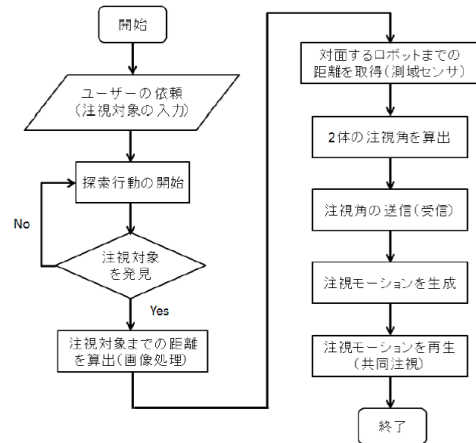 開始
ユーザーの依頼
(注視対象の入力)
探索行動の開始
No
注視対象
を発見
Yes
注視対象までの距離
を算出(画像処理)
対面するロボットまでの
距離を取得(測域センサ)
2体の注視角を算出
注視角の送信(受信)
注視モーションを生成
注視モーションを再生
(共同注視)
終了